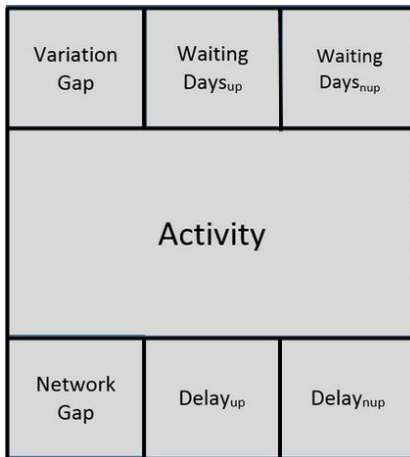 Variation
Gap
Waiting
Daysup
Waiting
Daysnup
Activity
Network
Gap
Delayup
Delaynup